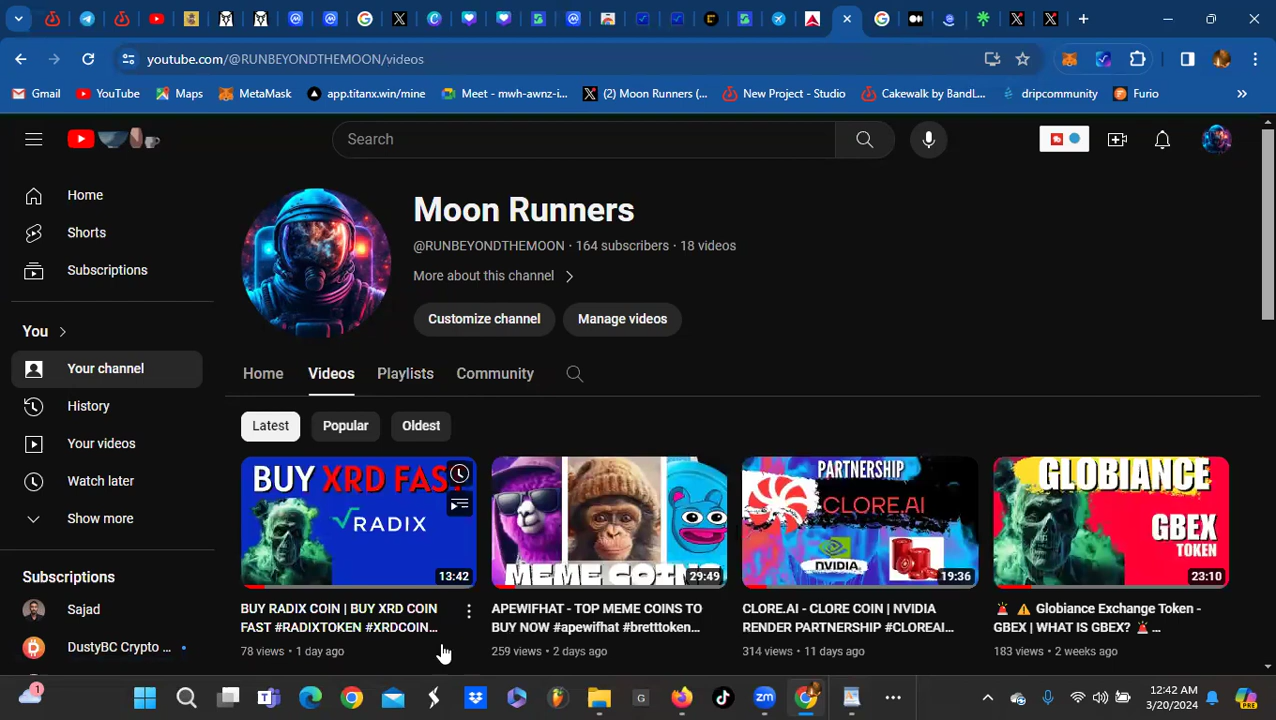 youtube.com/@RUNBEYONDTHEMOON/videos
Gmail
YouTube
Maps
MetaMask
app.titanx.win/mine
Meet - mwh-awnz-i...
(2) Moon Runners (...
New Project - Studio
Cakewalk by BandL...
dripcommunity
Furio
Search
Home
Shorts
Subscriptions
You
Your channel
History
Your videos
Watch later
Show more
Subscriptions
Sajad
DustyBC Crypto ...
Moon Runners
@RUNBEYONDTHEMOON · 164 subscribers · 18 videos
More about this channel
Customize channel
Manage videos
Home
Videos
Playlists
Community
Latest
Popular
Oldest
BUY XRD FAST
RADIX
13:42
BUY RADIX COIN | BUY XRD COIN
FAST #RADIXTOKEN #XRDCOIN...
78 views · 1 day ago
MEME COINS
29:49
APEWIFHAT - TOP MEME COINS TO
BUY NOW #apewifhat #bretttoken...
259 views · 2 days ago
PARTNERSHIP
CLORE.AI
NVIDIA
19:36
CLORE.AI - CLORE COIN | NVIDIA
RENDER PARTNERSHIP #CLOREAI...
314 views · 11 days ago
GLOBIANCE
GBEX
TOKEN
23:10
Globiance Exchange Token -
GBEX | WHAT IS GBEX? ...
183 views · 2 weeks ago
1
12:42 AM
3/20/2024
PRE